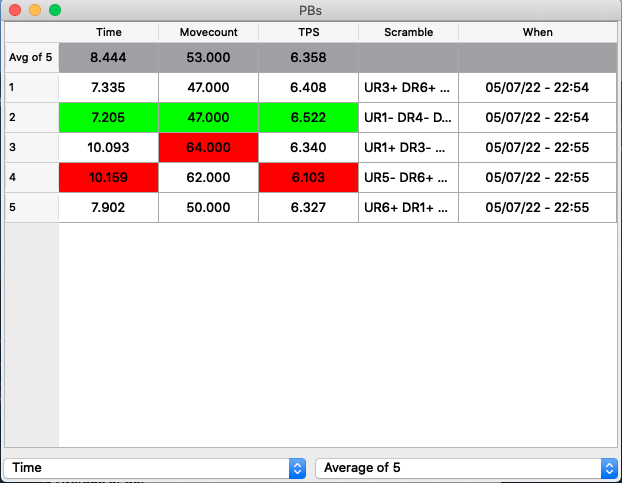 PBs
Time Movecount TPS Scramble When
Avg of 5 8.444 53.000 6.358
1 7.335 47.000 6.408 UR3+ DR6+ ... 05/07/22 - 22:54
2 7.205 47.000 6.522 UR1- DR4- D... 05/07/22 - 22:54
3 10.093 64.000 6.340 UR1+ DR3- ... 05/07/22 - 22:55
4 10.159 62.000 6.103 UR5- DR6+ ... 05/07/22 - 22:55
5 7.902 50.000 6.327 UR6+ DR1+ ... 05/07/22 - 22:55
Time Average of 5